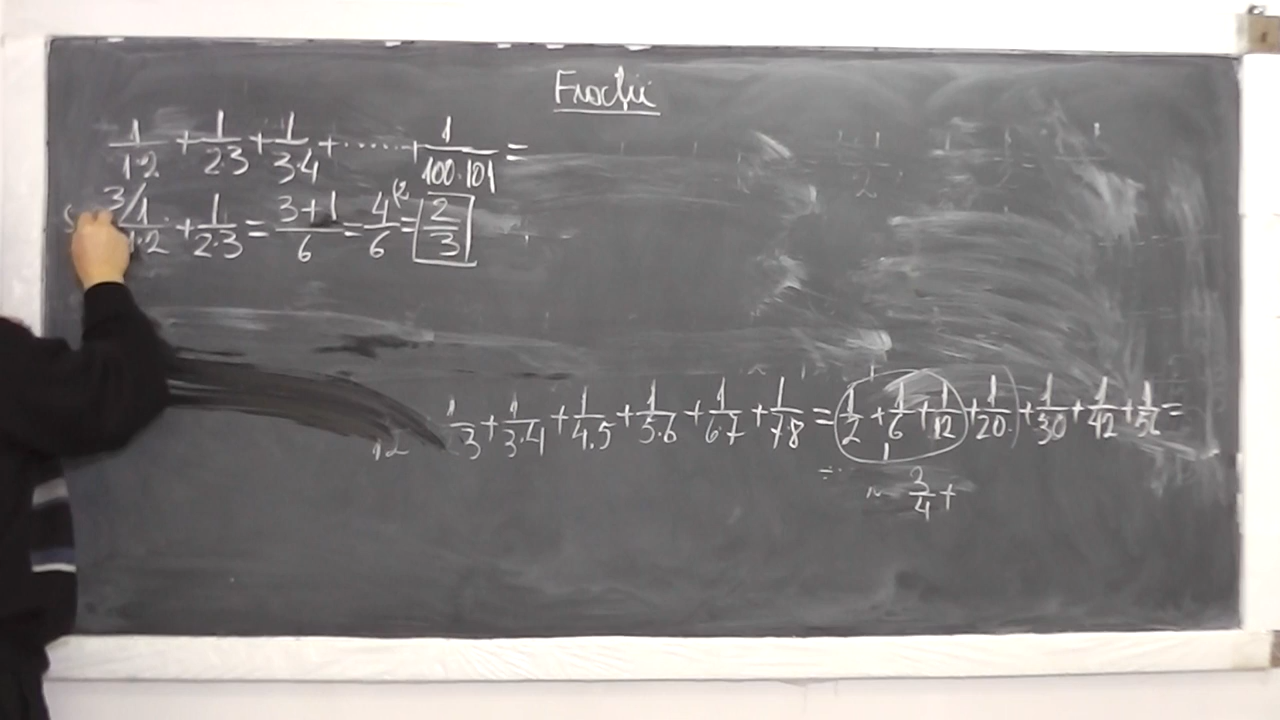 Fracții
1/1·2 + 1/2·3 + 1/3·4 + ...... + 1/100·101 =
3/1/1·2 + 1/2·3 = 3+1/6 = 4/6 (2 = 2/3
1/3 + 1/3·4 + 1/4·5 + 1/5·6 + 1/6·7 + 1/7·8 = 1/2 + 1/6 + 1/12 + 1/20 + 1/30 + 1/42 + 1/56 =
3/4 +